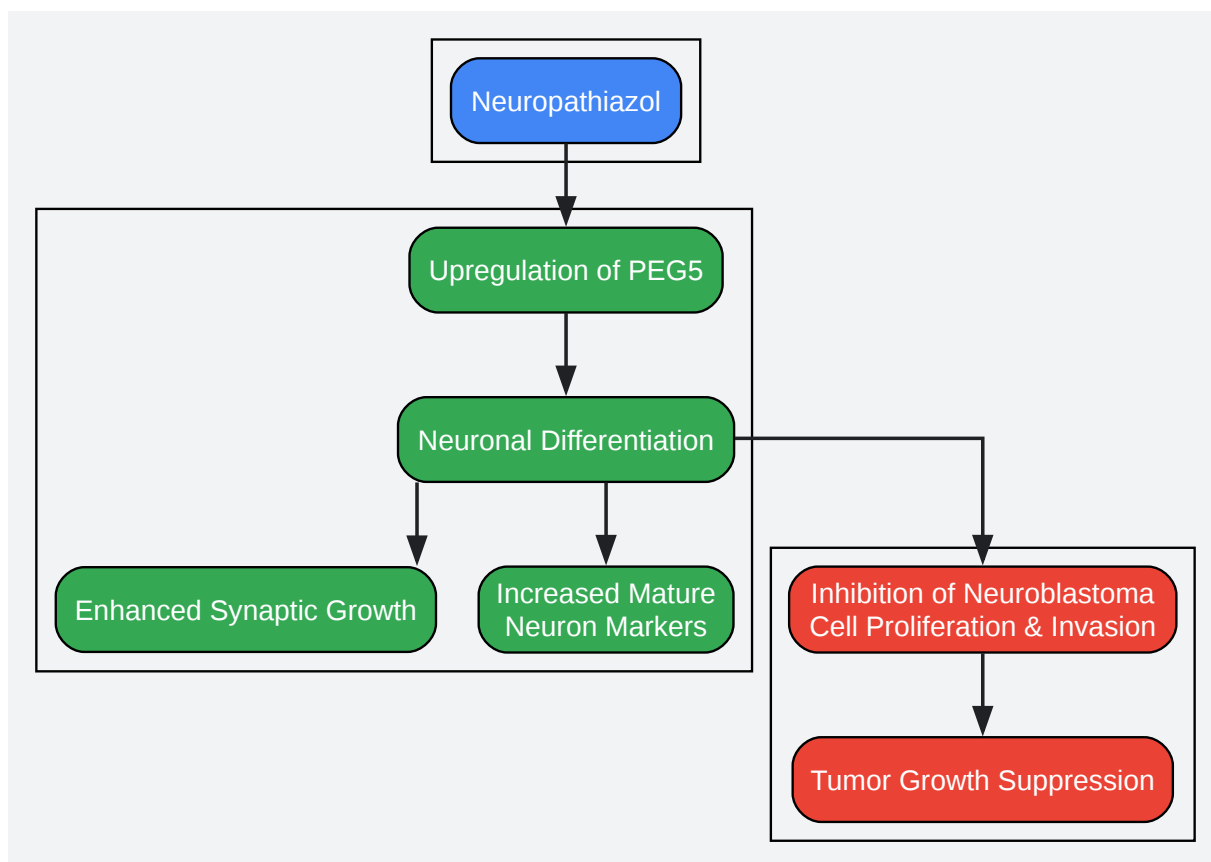 Neuropathiazol
Upregulation of PEG5
Neuronal Differentiation
Enhanced Synaptic Growth
Increased Mature
Neuron Markers
Inhibition of Neuroblastoma
Cell Proliferation & Invasion
Tumor Growth Suppression